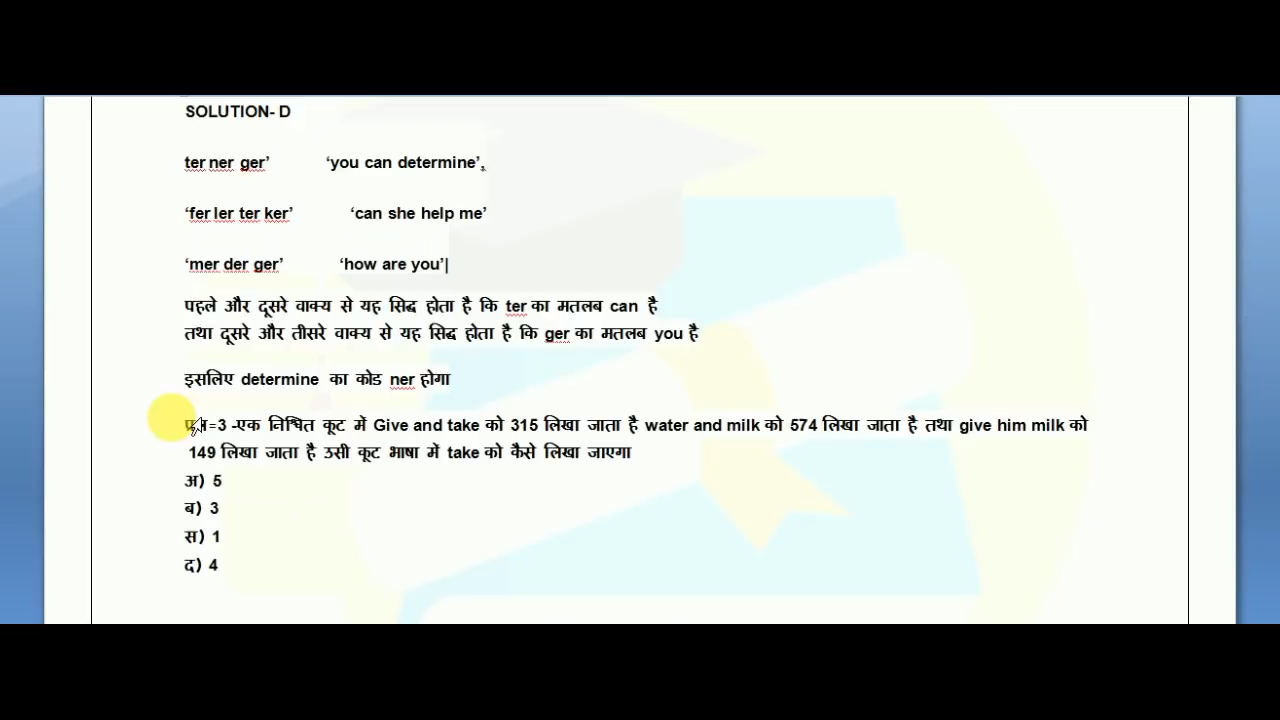 SOLUTION- D
ter ner ger’ ‘you can determine’,
‘fer ler ter ker’ ‘can she help me’
‘mer der ger’ ‘how are you’|
पहले और दूसरे वाक्य से यह सिद्ध होता है कि ter का मतलब can है
तथा दूसरे और तीसरे वाक्य से यह सिद्ध होता है कि ger का मतलब you है
इसलिए determine का कोड ner होगा
=3 -एक निश्चित कूट में Give and take को 315 लिखा जाता है water and milk को 574 लिखा जाता है तथा give him milk को
149 लिखा जाता है उसी कूट भाषा में take को कैसे लिखा जाएगा
अ) 5
ब) 3
स) 1
द) 4